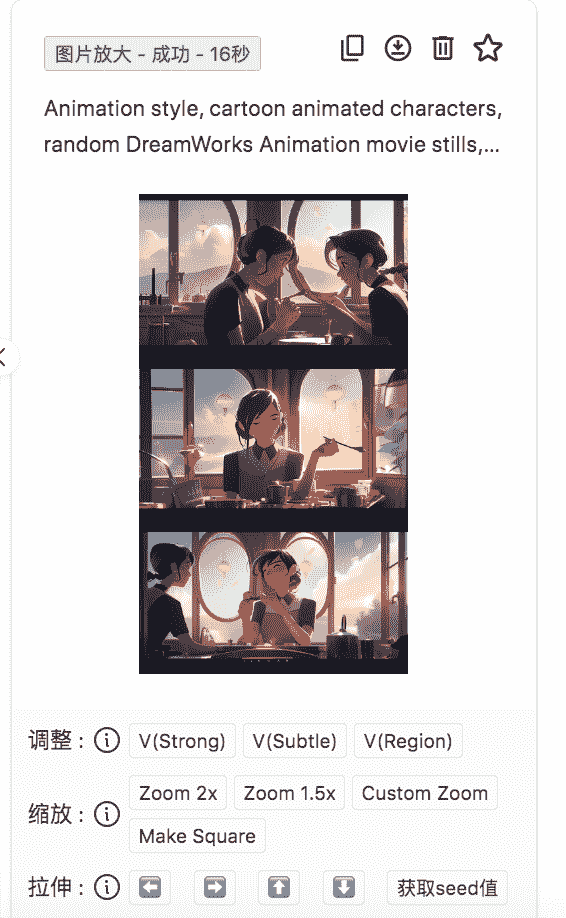 图片放大 - 成功 - 16秒
Animation style, cartoon animated characters,
random DreamWorks Animation movie stills,...
调整 : V(Strong) V(Subtle) V(Region)
缩放 : Zoom 2x Zoom 1.5x Custom Zoom
Make Square
拉伸 : 获取seed值